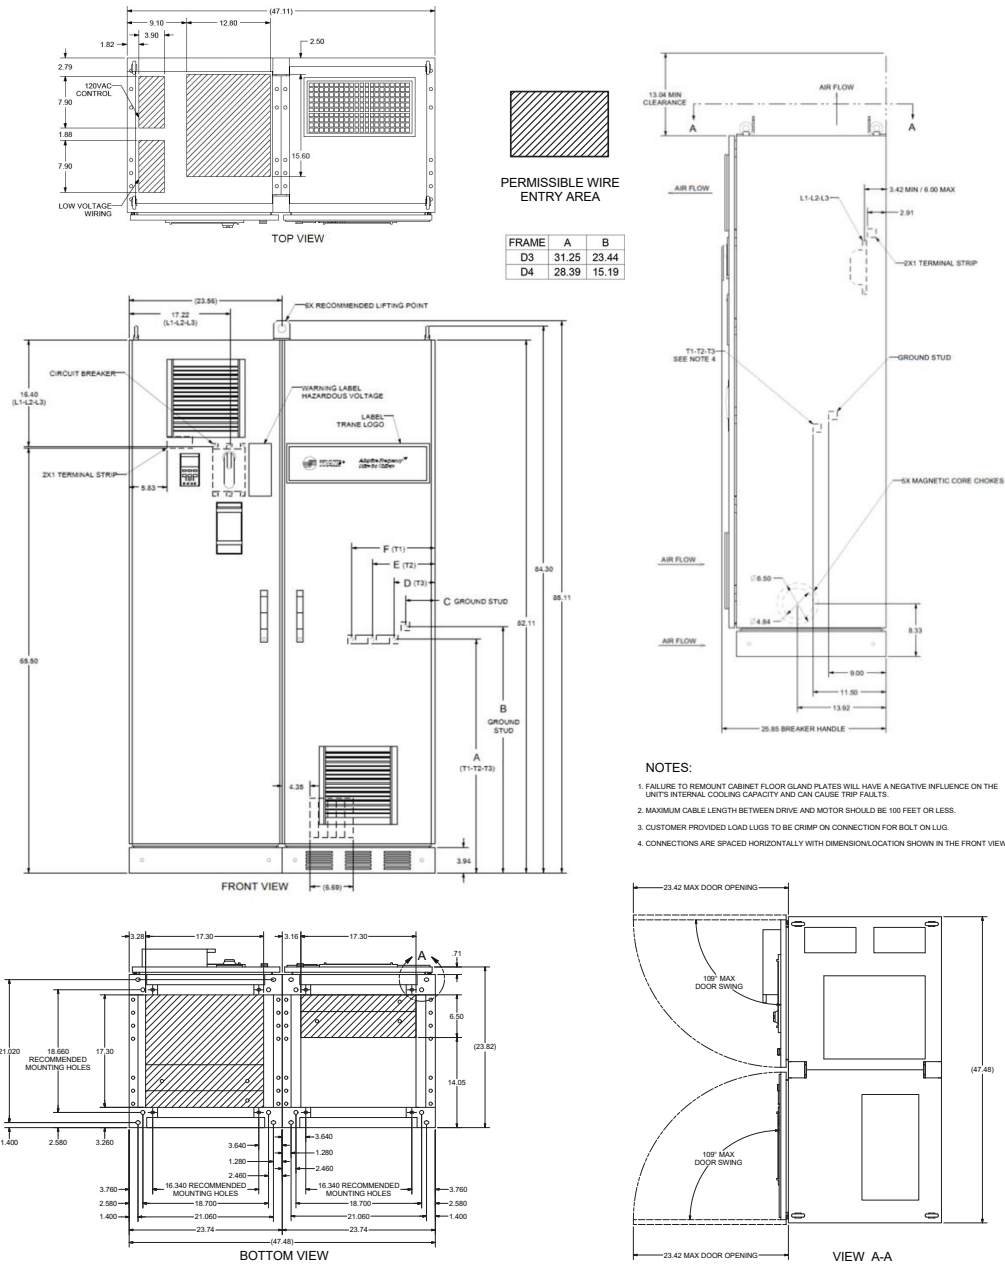 (47.11)
9.10
12.80
3.90
1.82
2.50
2.79
120VAC
CONTROL
7.90
1.88
15.60
7.90
LOW VOLTAGE
WIRING
TOP VIEW
PERMISSIBLE WIRE
ENTRY AREA
FRAME A B
D3 31.25 23.44
D4 28.39 15.19
13.04 MIN
CLEARANCE
AIR FLOW
A
A
AIR FLOW
3.42 MIN / 6.00 MAX
L1-L2-L3
2.91
2X1 TERMINAL STRIP
T1-T2-T3
SEE NOTE 4
GROUND STUD
5X MAGNETIC CORE CHOKES
AIR FLOW
∅6.50
∅4.84
AIR FLOW
8.33
9.00
11.50
13.92
25.85 BREAKER HANDLE
(23.56)
17.22
(L1-L2-L3)
5X RECOMMENDED LIFTING POINT
CIRCUIT BREAKER
WARNING LABEL
HAZARDOUS VOLTAGE
16.40
(L1-L2-L3)
LABEL
TRANE LOGO
Adaptive Frequency™
2X1 TERMINAL STRIP
5.83
F (T1)
E (T2)
D (T3)
C GROUND STUD
84.30
85.11
82.11
65.50
B
GROUND
STUD
A
(T1-T2-T3)
4.35
3.94
FRONT VIEW
(6.69)
NOTES:
1. FAILURE TO REMOUNT CABINET FLOOR GLAND PLATES WILL HAVE A NEGATIVE INFLUENCE ON THE
UNIT'S INTERNAL COOLING CAPACITY AND CAN CAUSE TRIP FAULTS.
2. MAXIMUM CABLE LENGTH BETWEEN DRIVE AND MOTOR SHOULD BE 100 FEET OR LESS.
3. CUSTOMER PROVIDED LOAD LUGS TO BE CRIMP ON CONNECTION FOR BOLT ON LUG.
4. CONNECTIONS ARE SPACED HORIZONTALLY WITH DIMENSION/LOCATION SHOWN IN THE FRONT VIEW
3.28
17.30
3.16
17.30
A
.71
21.020
18.660
RECOMMENDED
MOUNTING HOLES
17.30
6.50
(23.82)
14.05
1.400
2.580
3.260
3.640
3.640
1.280
1.280
2.460
2.460
3.760
16.340 RECOMMENDED
MOUNTING HOLES
16.340 RECOMMENDED
MOUNTING HOLES
3.760
2.580
18.700
18.700
2.580
1.400
21.060
21.060
1.400
23.74
23.74
(47.48)
BOTTOM VIEW
23.42 MAX DOOR OPENING
109° MAX
DOOR SWING
(47.48)
109° MAX
DOOR SWING
23.42 MAX DOOR OPENING
VIEW A-A